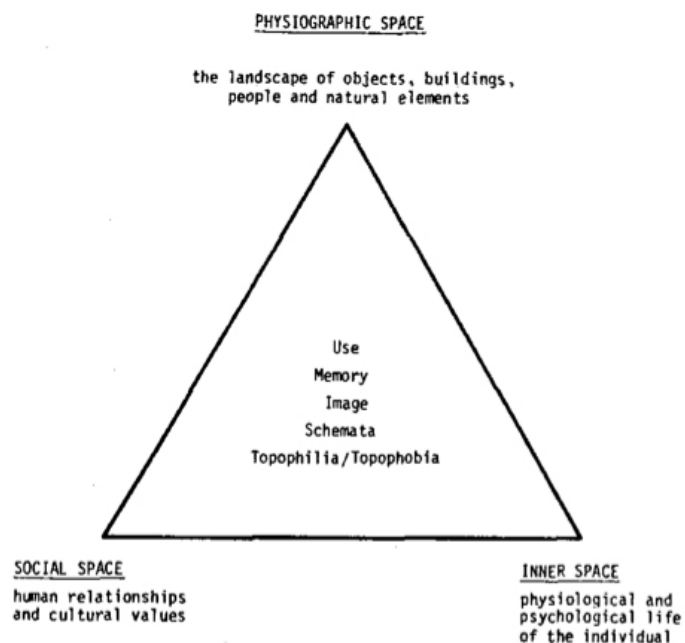 PHYSIOGRAPHIC SPACE
the landscape of objects, buildings,
people and natural elements
Use
Memory
Image
Schemata
Topophilia/Topophobia
SOCIAL SPACE
human relationships
and cultural values
INNER SPACE
physiological and
psychological life
of the individual